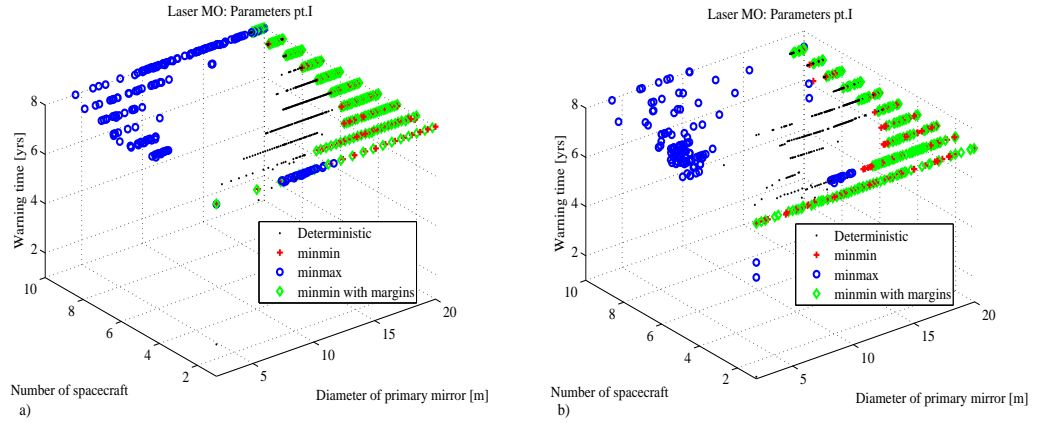 Laser MO: Parameters pt.I
8
6
4
2
Warning time [yrs]
10
8
6
4
2
Number of spacecraft
5
10
15
20
Diameter of primary mirror [m]
Deterministic
minmin
minmax
minmin with margins
a)
Laser MO: Parameters pt.I
8
6
4
2
Warning time [yrs]
10
8
6
4
2
Number of spacecraft
5
10
15
20
Diameter of primary mirror [m]
Deterministic
minmin
minmax
minmin with margins
b)